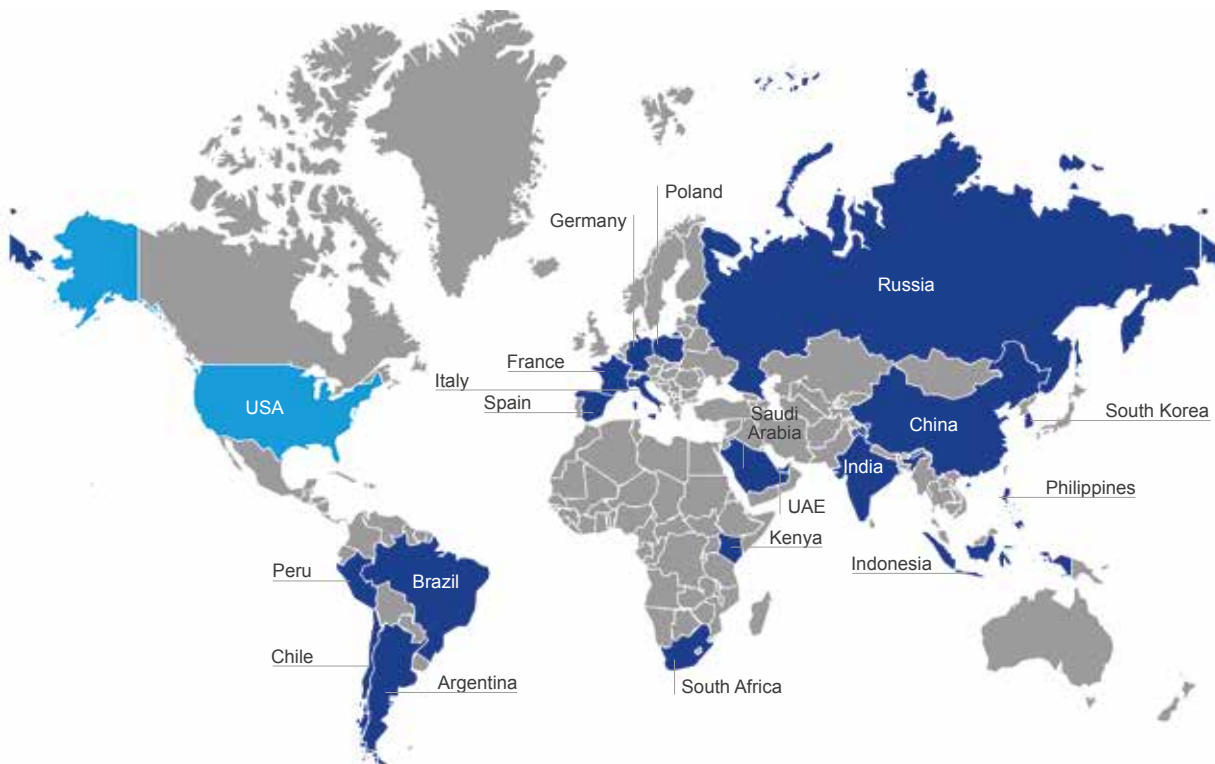 Poland
Germany
Russia
France
Italy
Spain
USA
Saudi
Arabia
China
South Korea
India
UAE
Philippines
Kenya
Indonesia
Peru
Brazil
Chile
Argentina
South Africa